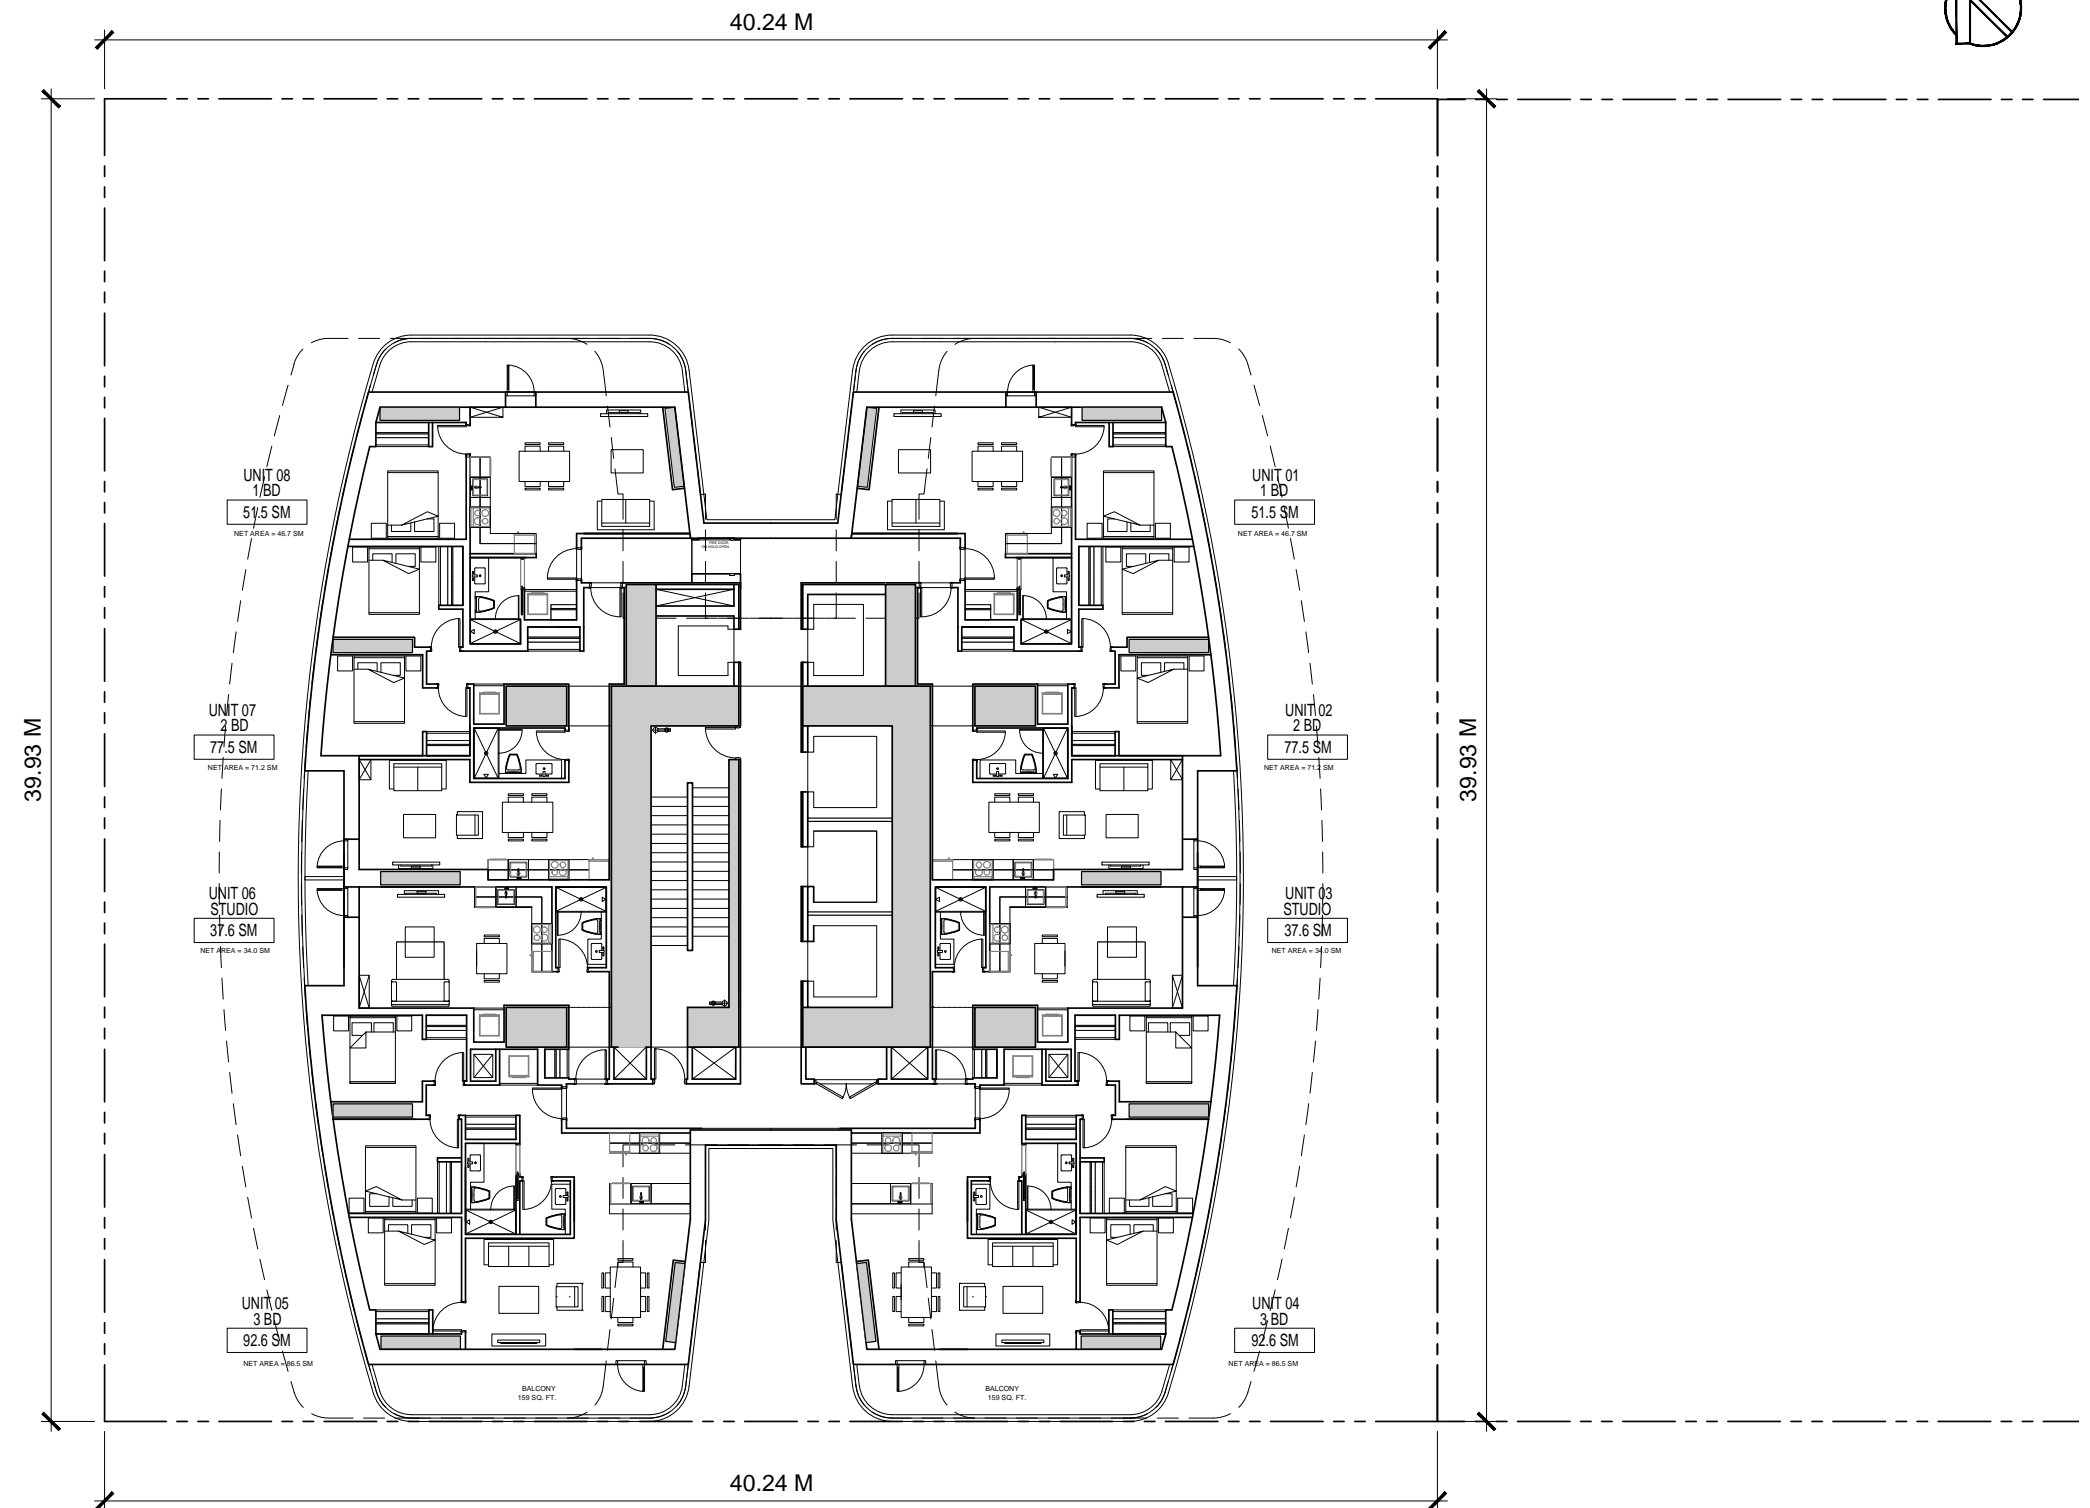 40.24 M
UNIT 08
1 BD
51.5 SM
NET AREA = 46.7 SM
UNIT 01
1 BD
51.5 SM
NET AREA = 46.7 SM
FIRE DOOR
ON HOLD OPEN
UNIT 07
2 BD
77.5 SM
NET AREA = 71.2 SM
UNIT 02
2 BD
77.5 SM
NET AREA = 71.2 SM
39.93 M
39.93 M
UNIT 06
STUDIO
37.6 SM
NET AREA = 34.0 SM
UNIT 03
STUDIO
37.6 SM
NET AREA = 34.0 SM
UNIT 05
3 BD
92.6 SM
NET AREA = 86.5 SM
UNIT 04
3 BD
92.6 SM
NET AREA = 86.5 SM
BALCONY
159 SQ. FT.
BALCONY
159 SQ. FT.
40.24 M